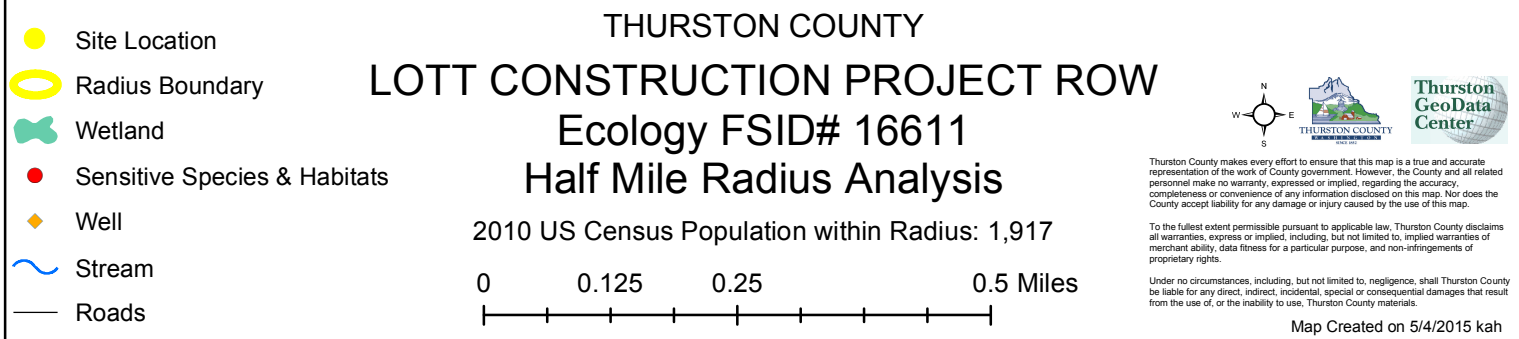 Site Location
Radius Boundary
Wetland
Sensitive Species & Habitats
Well
Stream
Roads
THURSTON COUNTY
LOTT CONSTRUCTION PROJECT ROW
Ecology FSID# 16611
Half Mile Radius Analysis
2010 US Census Population within Radius: 1,917
0 0.125 0.25 0.5 Miles
N
W E
S
THURSTON COUNTY
WASHINGTON
SINCE 1852
Thurston
GeoData
Center
Thurston County makes every effort to ensure that this map is a true and accurate
representation of the work of County government. However, the County and all related
personnel make no warranty, expressed or implied, regarding the accuracy,
completeness or convenience of any information disclosed on this map. Nor does the
County accept liability for any damage or injury caused by the use of this map.
To the fullest extent permissible pursuant to applicable law, Thurston County disclaims
all warranties, express or implied, including, but not limited to, implied warranties of
merchant ability, data fitness for a particular purpose, and non-infringements of
proprietary rights.
Under no circumstances, including, but not limited to, negligence, shall Thurston County
be liable for any direct, indirect, incidental, special or consequential damages that result
from the use of, or the inability to use, Thurston County materials.
Map Created on 5/4/2015 kah